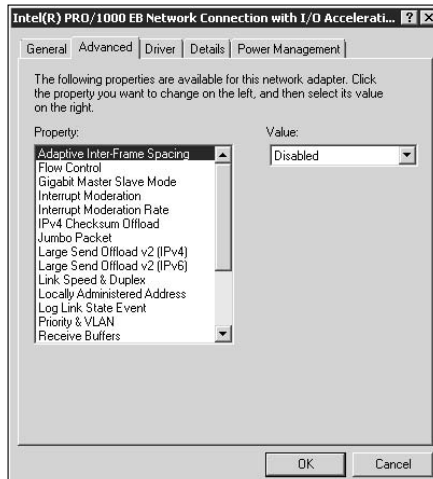 Intel(R) PRO/1000 EB Network Connection with I/O Accelerati...
General Advanced Driver Details Power Management
The following properties are available for this network adapter. Click
the property you want to change on the left, and then select its value
on the right.
Property:
Value:
Adaptive Inter-Frame Spacing
Disabled
Flow Control
Gigabit Master Slave Mode
Interrupt Moderation
Interrupt Moderation Rate
IPv4 Checksum Offload
Jumbo Packet
Large Send Offload v2 (IPv4)
Large Send Offload v2 (IPv6)
Link Speed & Duplex
Locally Administered Address
Log Link State Event
Priority & VLAN
Receive Buffers
OK Cancel